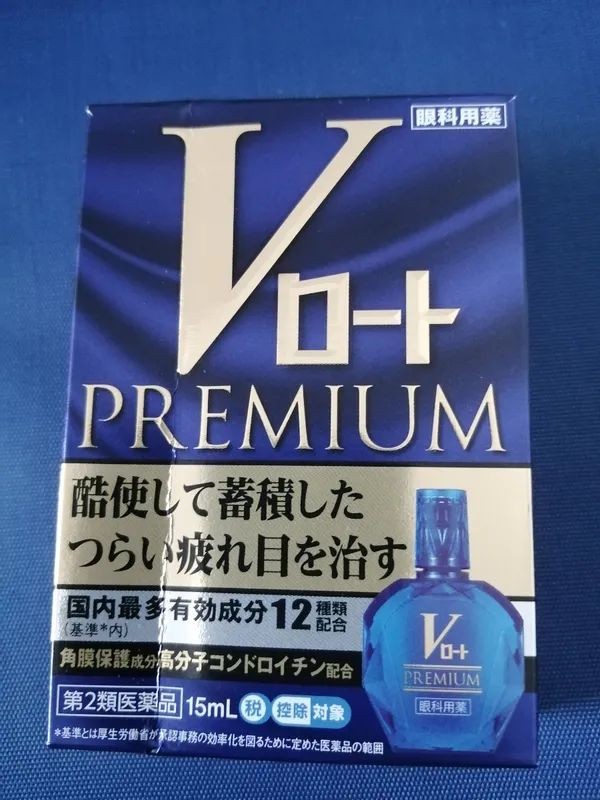 眼科用薬
Vロート
PREMIUM
酷使して蓄積した
つらい疲れ目を治す
国内最多有効成分12種類配合
(基準*内)
角膜保護成分高分子コンドロイチン配合
第2類医薬品 15mL 税 控除対象
*基準とは厚生労働省が承認事務の効率化を図るために定めた医薬品の範囲
Vロート
PREMIUM
眼科用薬